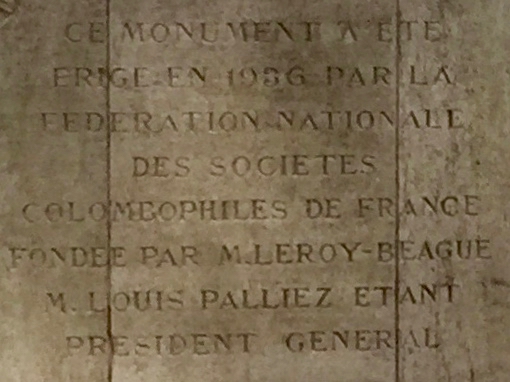 CE MONUMENT A ETE
ERIGE EN 1936 PAR LA
FEDERATION NATIONALE
DES SOCIETES
COLOMBOPHILES DE FRANCE
FONDEE PAR M.LEROY-BEAGUE
M. LOUIS PALLIEZ ETANT
PRESIDENT GENERAL